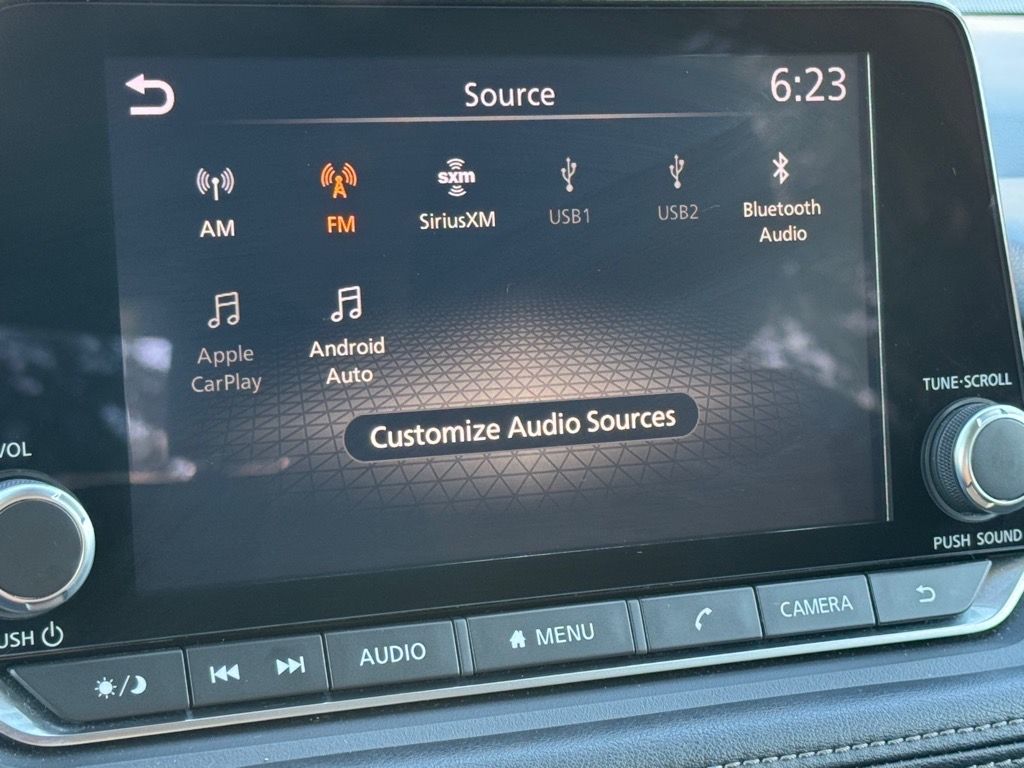 Source
6:23
AM
FM
sxm
SiriusXM
USB1
USB2
Bluetooth
Audio
Apple
CarPlay
Android
Auto
Customize Audio Sources
VOL
TUNE·SCROLL
PUSH SOUND
USH
AUDIO
MENU
CAMERA